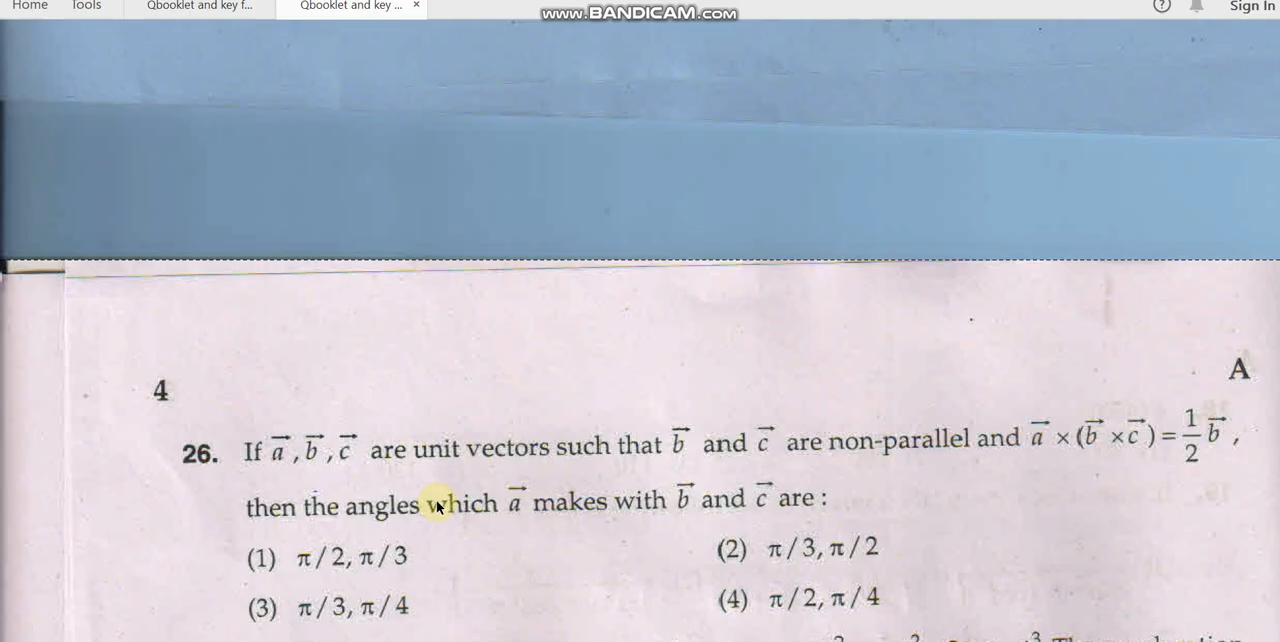 Home Tools Qbooklet and key f... Qbooklet and key ... × www.BANDICAM.com ? Sign In
4 A
26. If a⃗, b⃗, c⃗ are unit vectors such that b⃗ and c⃗ are non-parallel and a⃗ × (b⃗ × c⃗) = 1/2 b⃗,
then the angles which a⃗ makes with b⃗ and c⃗ are :
(1) π/2, π/3 (2) π/3, π/2
(3) π/3, π/4 (4) π/2, π/4